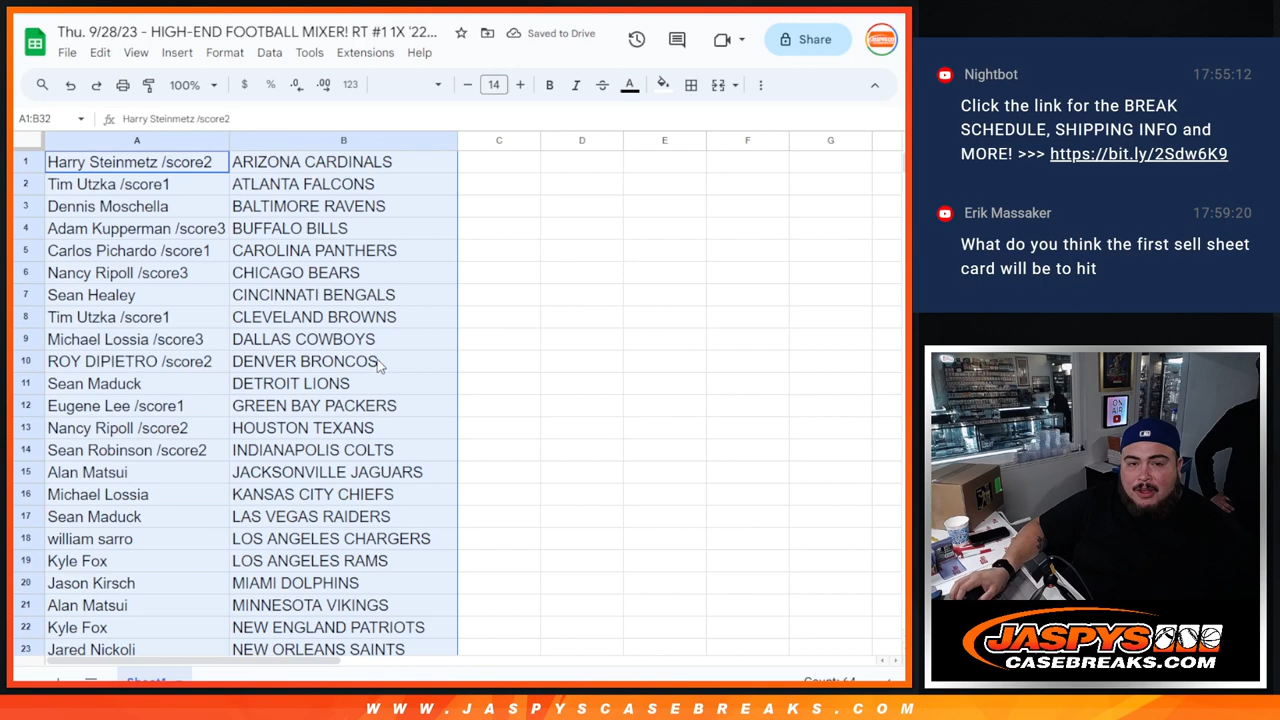 Thu. 9/28/23 - HIGH-END FOOTBALL MIXER! RT #1 1X '22...
Saved to Drive
Share
File Edit View Insert Format Data Tools Extensions Help
100% $ % .0 .00 123 14 B I A
A1:B32 fx Harry Steinmetz /score2
A B C D E F G
1 Harry Steinmetz /score2 ARIZONA CARDINALS
2 Tim Utzka /score1 ATLANTA FALCONS
3 Dennis Moschella BALTIMORE RAVENS
4 Adam Kupperman /score3 BUFFALO BILLS
5 Carlos Pichardo /score1 CAROLINA PANTHERS
6 Nancy Ripoll /score3 CHICAGO BEARS
7 Sean Healey CINCINNATI BENGALS
8 Tim Utzka /score1 CLEVELAND BROWNS
9 Michael Lossia /score3 DALLAS COWBOYS
10 ROY DIPIETRO /score2 DENVER BRONCOS
11 Sean Maduck DETROIT LIONS
12 Eugene Lee /score1 GREEN BAY PACKERS
13 Nancy Ripoll /score2 HOUSTON TEXANS
14 Sean Robinson /score2 INDIANAPOLIS COLTS
15 Alan Matsui JACKSONVILLE JAGUARS
16 Michael Lossia KANSAS CITY CHIEFS
17 Sean Maduck LAS VEGAS RAIDERS
18 william sarro LOS ANGELES CHARGERS
19 Kyle Fox LOS ANGELES RAMS
20 Jason Kirsch MIAMI DOLPHINS
21 Alan Matsui MINNESOTA VIKINGS
22 Kyle Fox NEW ENGLAND PATRIOTS
23 Jared Nickoli NEW ORLEANS SAINTS
Sheet1
Count: 64
Nightbot 17:55:12
Click the link for the BREAK
SCHEDULE, SHIPPING INFO and
MORE! >>> https://bit.ly/2Sdw6K9
Erik Massaker 17:59:20
What do you think the first sell sheet
card will be to hit
ON
AIR
JASPYS
CASEBREAKS.COM
WWW.JASPYSCASEBREAKS.COM